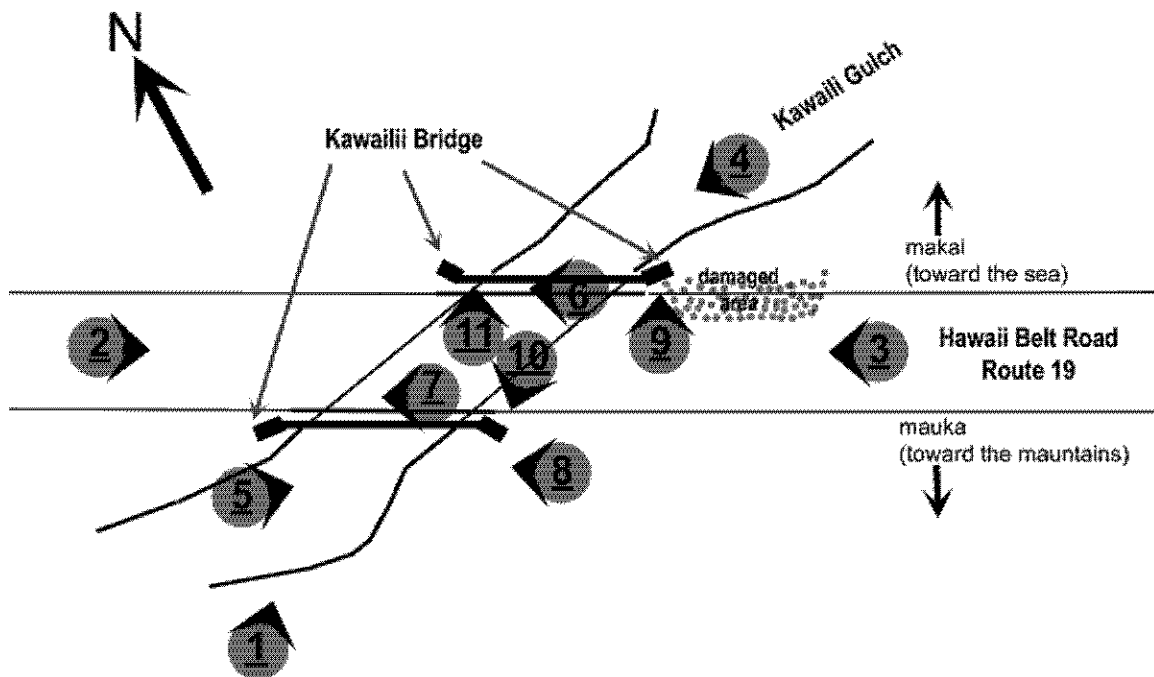 N
Kawaili Gulch
Kawailii Bridge
4
makai
(toward the sea)
damaged
area
6
2
11
10
9
3
Hawaii Belt Road
Route 19
7
mauka
(toward the mauntains)
8
5
1